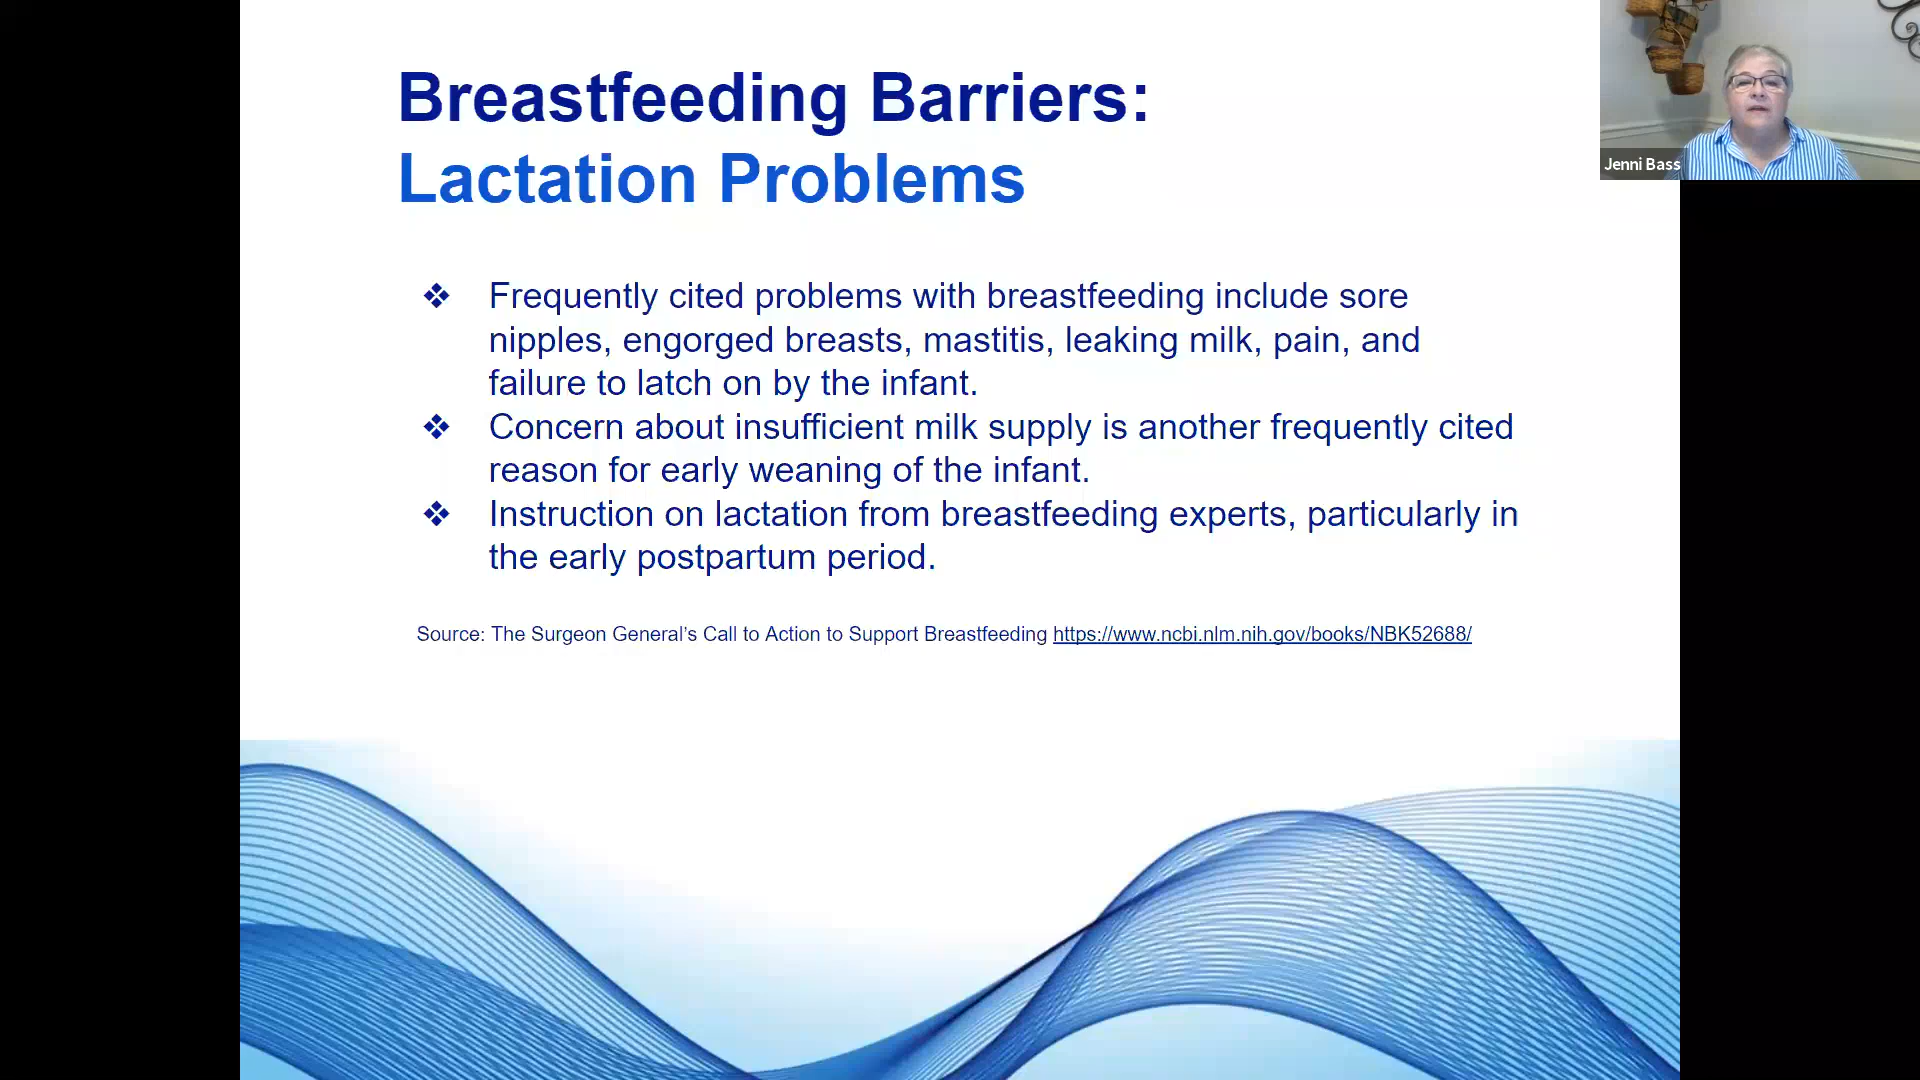 Breastfeeding Barriers:
Lactation Problems
Jenni Bass
❖ Frequently cited problems with breastfeeding include sore
nipples, engorged breasts, mastitis, leaking milk, pain, and
failure to latch on by the infant.
❖ Concern about insufficient milk supply is another frequently cited
reason for early weaning of the infant.
❖ Instruction on lactation from breastfeeding experts, particularly in
the early postpartum period.
Source: The Surgeon General’s Call to Action to Support Breastfeeding https://www.ncbi.nlm.nih.gov/books/NBK52688/